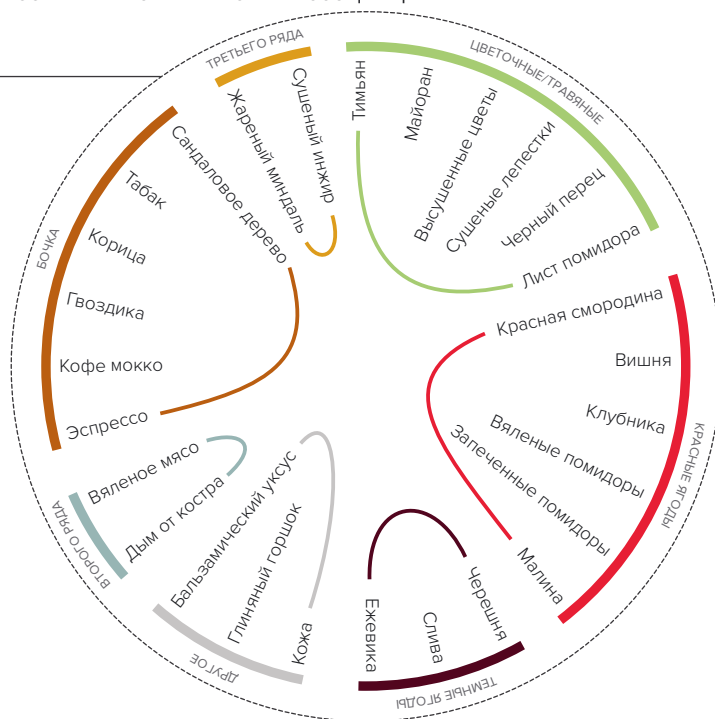 ТРЕТЬЕГО РЯДА
Жареный миндаль
Сушеный инжир
ЦВЕТОЧНЫЕ/ТРАВЯНЫЕ
Тимьян
Майоран
Высушенные цветы
Сушеные лепестки
Черный перец
Лист помидора
КРАСНЫЕ ЯГОДЫ
Красная смородина
Вишня
Клубника
Вяленые помидоры
Запеченные помидоры
Малина
ТЕМНЫЕ ЯГОДЫ
Черешня
Слива
Ежевика
ДРУГОЕ
Кожа
Глиняный горшок
Бальзамический уксус
ВТОРОГО РЯДА
Дым от костра
Вяленое мясо
БОЧКА
Эспрессо
Кофе мокко
Гвоздика
Корица
Табак
Сандаловое дерево